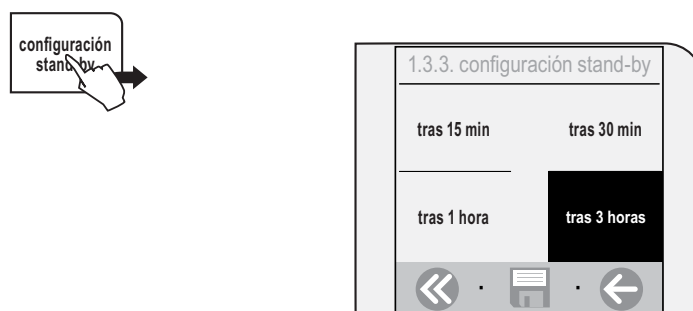 configuración
stand-by
1.3.3. configuración stand-by
tras 15 min
tras 30 min
tras 1 hora
tras 3 horas